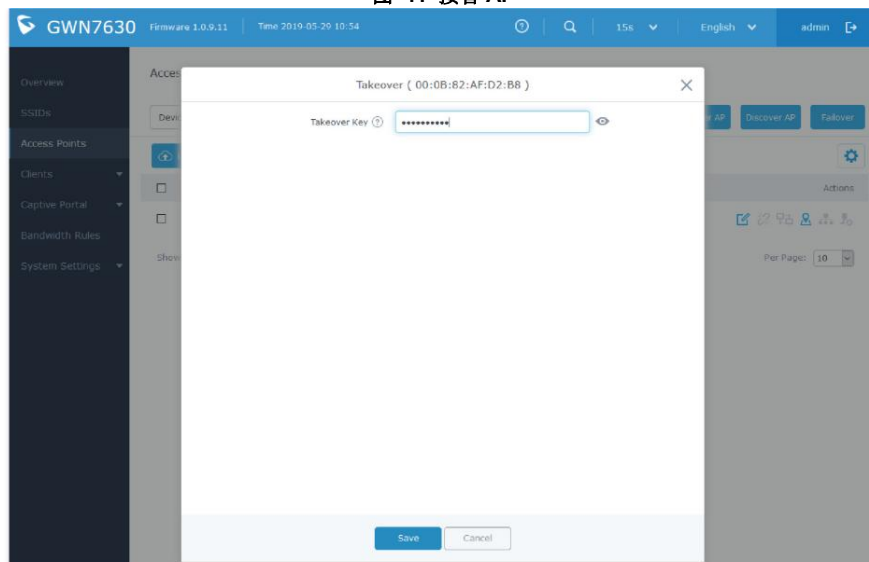 GWN7630 Firmware 1.0.9.11 Time 2019-05-29 10:54 15s English admin
Overview
SSIDs
Access Points
Clients
Captive Portal
Bandwidth Rules
System Settings
Takeover ( 00:0B:82:AF:D2:B8 )
Takeover Key
AP Discover AP Failover
Actions
Per Page: 10
Save Cancel